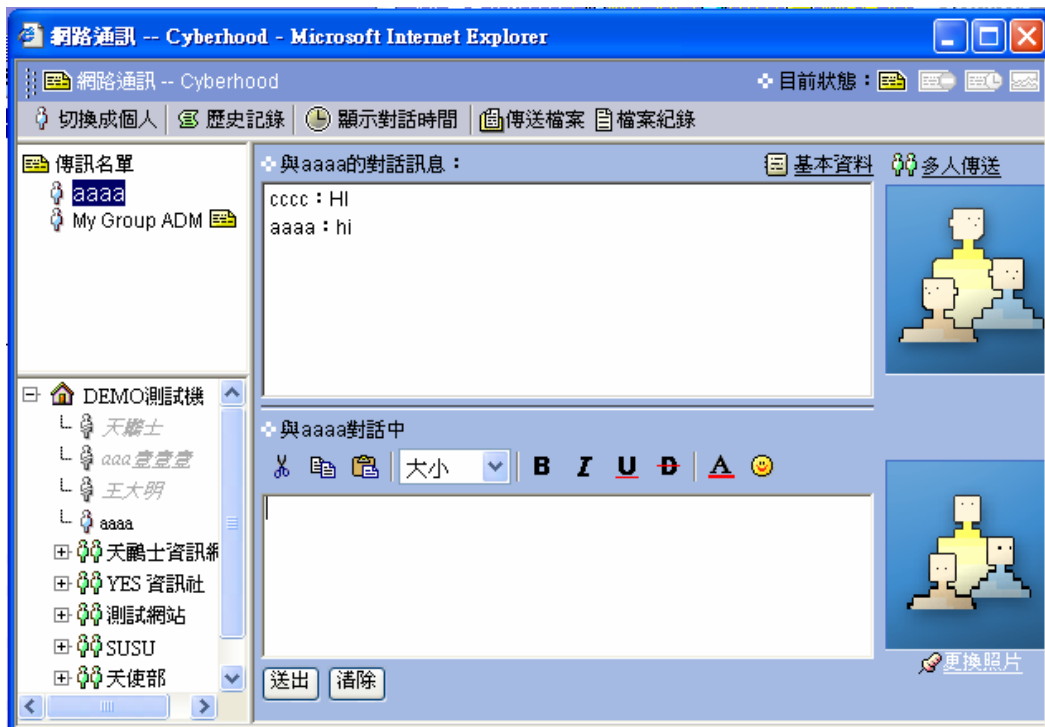 網路通訊 -- Cyberhood - Microsoft Internet Explorer
網路通訊 -- Cyberhood
目前狀態：
切換成個人 歷史記錄 顯示對話時間 傳送檔案 檔案紀錄
傳訊名單
aaaa
My Group ADM
與aaaa的對話訊息：
基本資料
多人傳送
cccc：HI
aaaa：hi
DEMO測試機
天鵩士
aaa壹壹壹
王大明
aaaa
天鵩士資訊網
YES 資訊社
測試網站
SUSU
天使部
與aaaa對話中
大小 B I U D A
送出 清除
更換照片